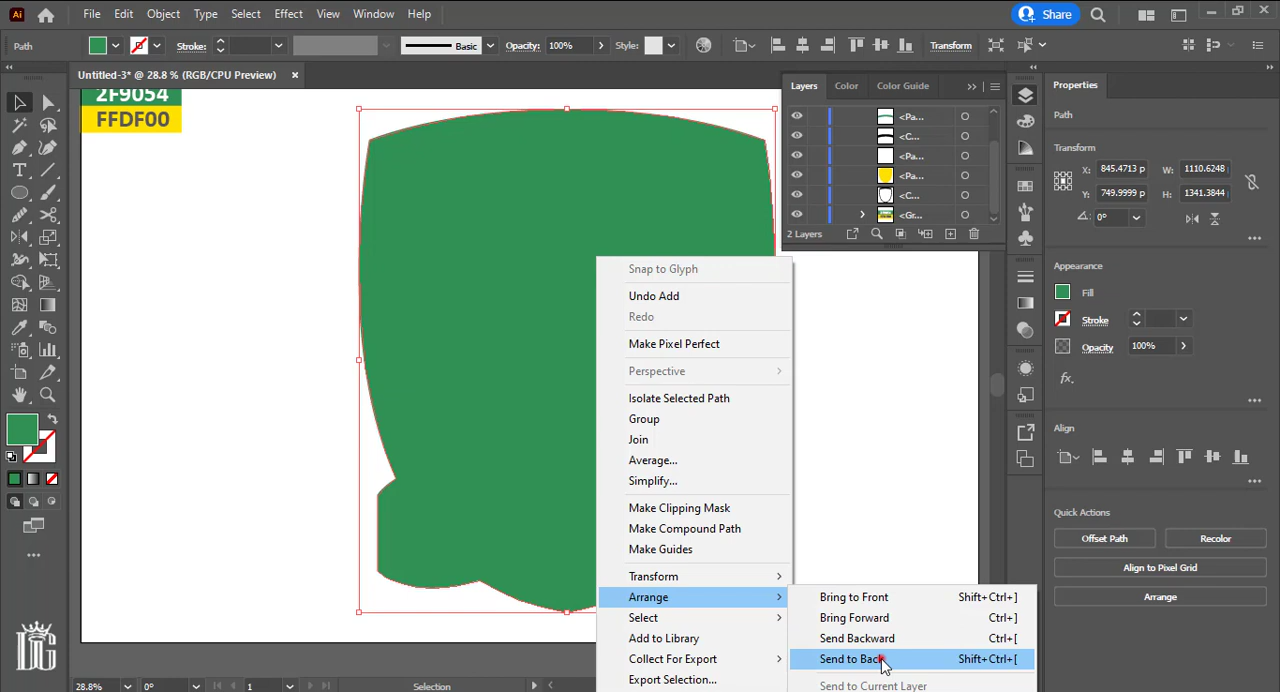 Ai File Edit Object Type Select Effect View Window Help Share
Path Stroke: Basic Opacity: 100% Style: Transform
Untitled-3* @ 28.8 % (RGB/CPU Preview) ×
2F9054
FFDF00
Layers Color Color Guide
<Pa...
<C...
<Pa...
<Pa...
<C...
<Gr...
2 Layers
Properties
Path
Transform
X: 845.4713 p W: 1110.6248
Y: 749.9999 p H: 1341.3844
0°
Appearance
Fill
Stroke
Opacity 100%
fx.
Align
Quick Actions
Offset Path Recolor
Align to Pixel Grid
Arrange
Snap to Glyph
Undo Add
Redo
Make Pixel Perfect
Perspective
Isolate Selected Path
Group
Join
Average...
Simplify...
Make Clipping Mask
Make Compound Path
Make Guides
Transform
Arrange
Select
Add to Library
Collect For Export
Export Selection...
Bring to Front Shift+Ctrl+]
Bring Forward Ctrl+]
Send Backward Ctrl+[
Send to Back Shift+Ctrl+[
Send to Current Layer
DG
28.8% 0° 1 Selection